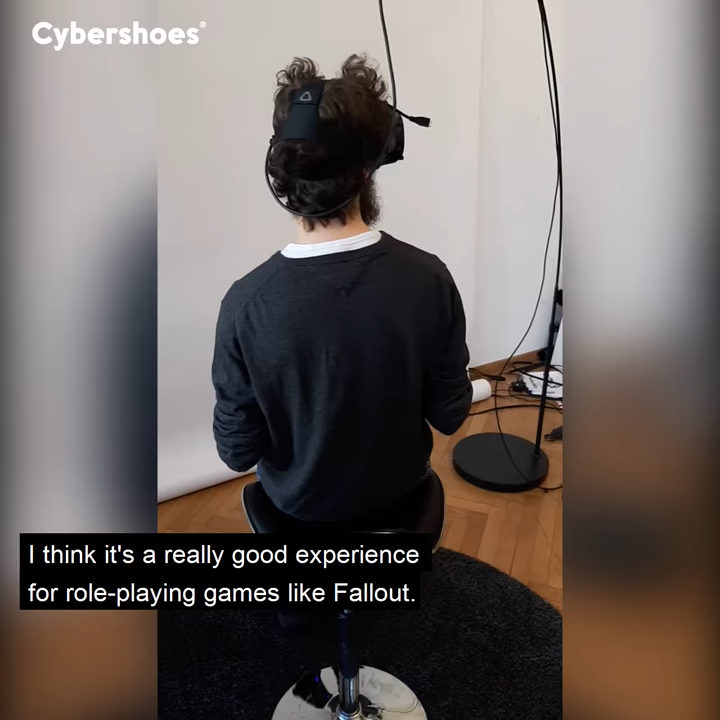 Cybershoes®
I think it's a really good experience
for role-playing games like Fallout.